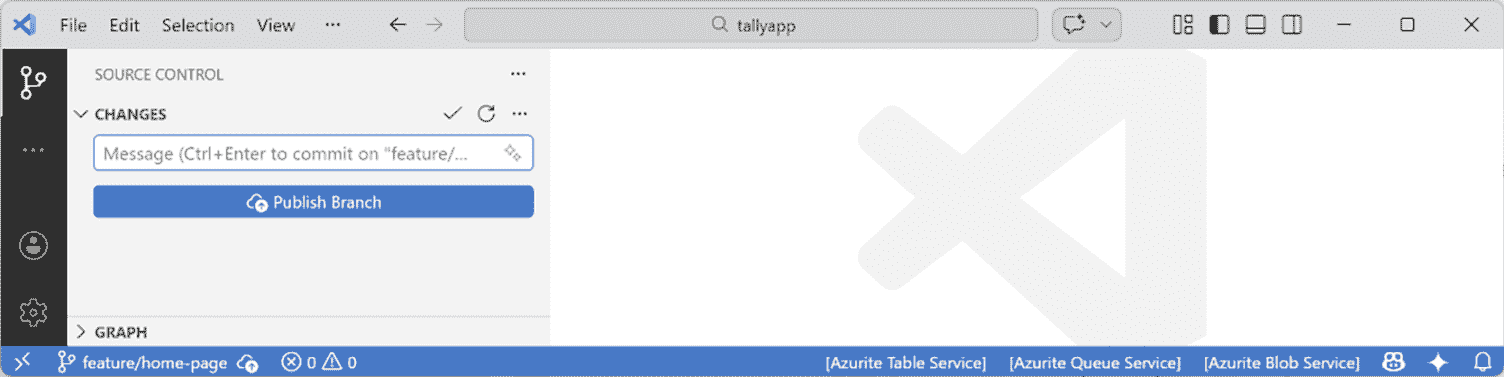 File Edit Selection View ··· tallyapp
SOURCE CONTROL ···
CHANGES ···
Message (Ctrl+Enter to commit on "feature/...
Publish Branch
GRAPH
feature/home-page 0 0 [Azurite Table Service] [Azurite Queue Service] [Azurite Blob Service]